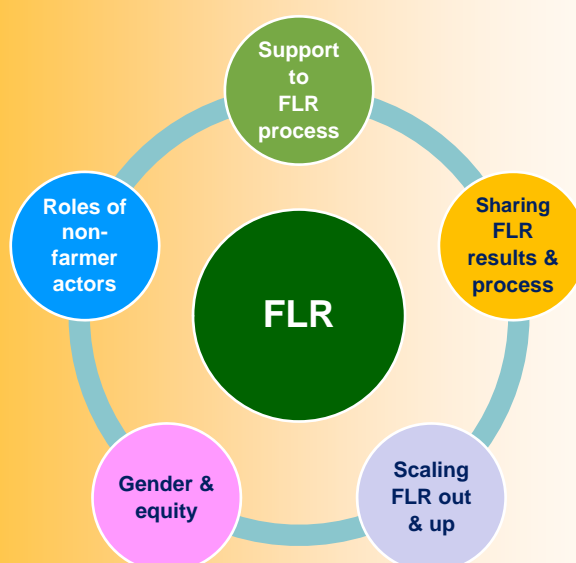 Support
to
FLR
process
Roles of
non-
farmer
actors
Sharing
FLR
results &
process
FLR
Gender &
equity
Scaling
FLR out
& up